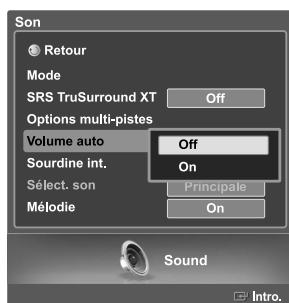 Son
Retour
Mode
SRS TruSurround XT Off
Options multi-pistes
Volume auto Off
On
Sourdine int.
Sélect. son Principale
Mélodie On
Sound
Intro.